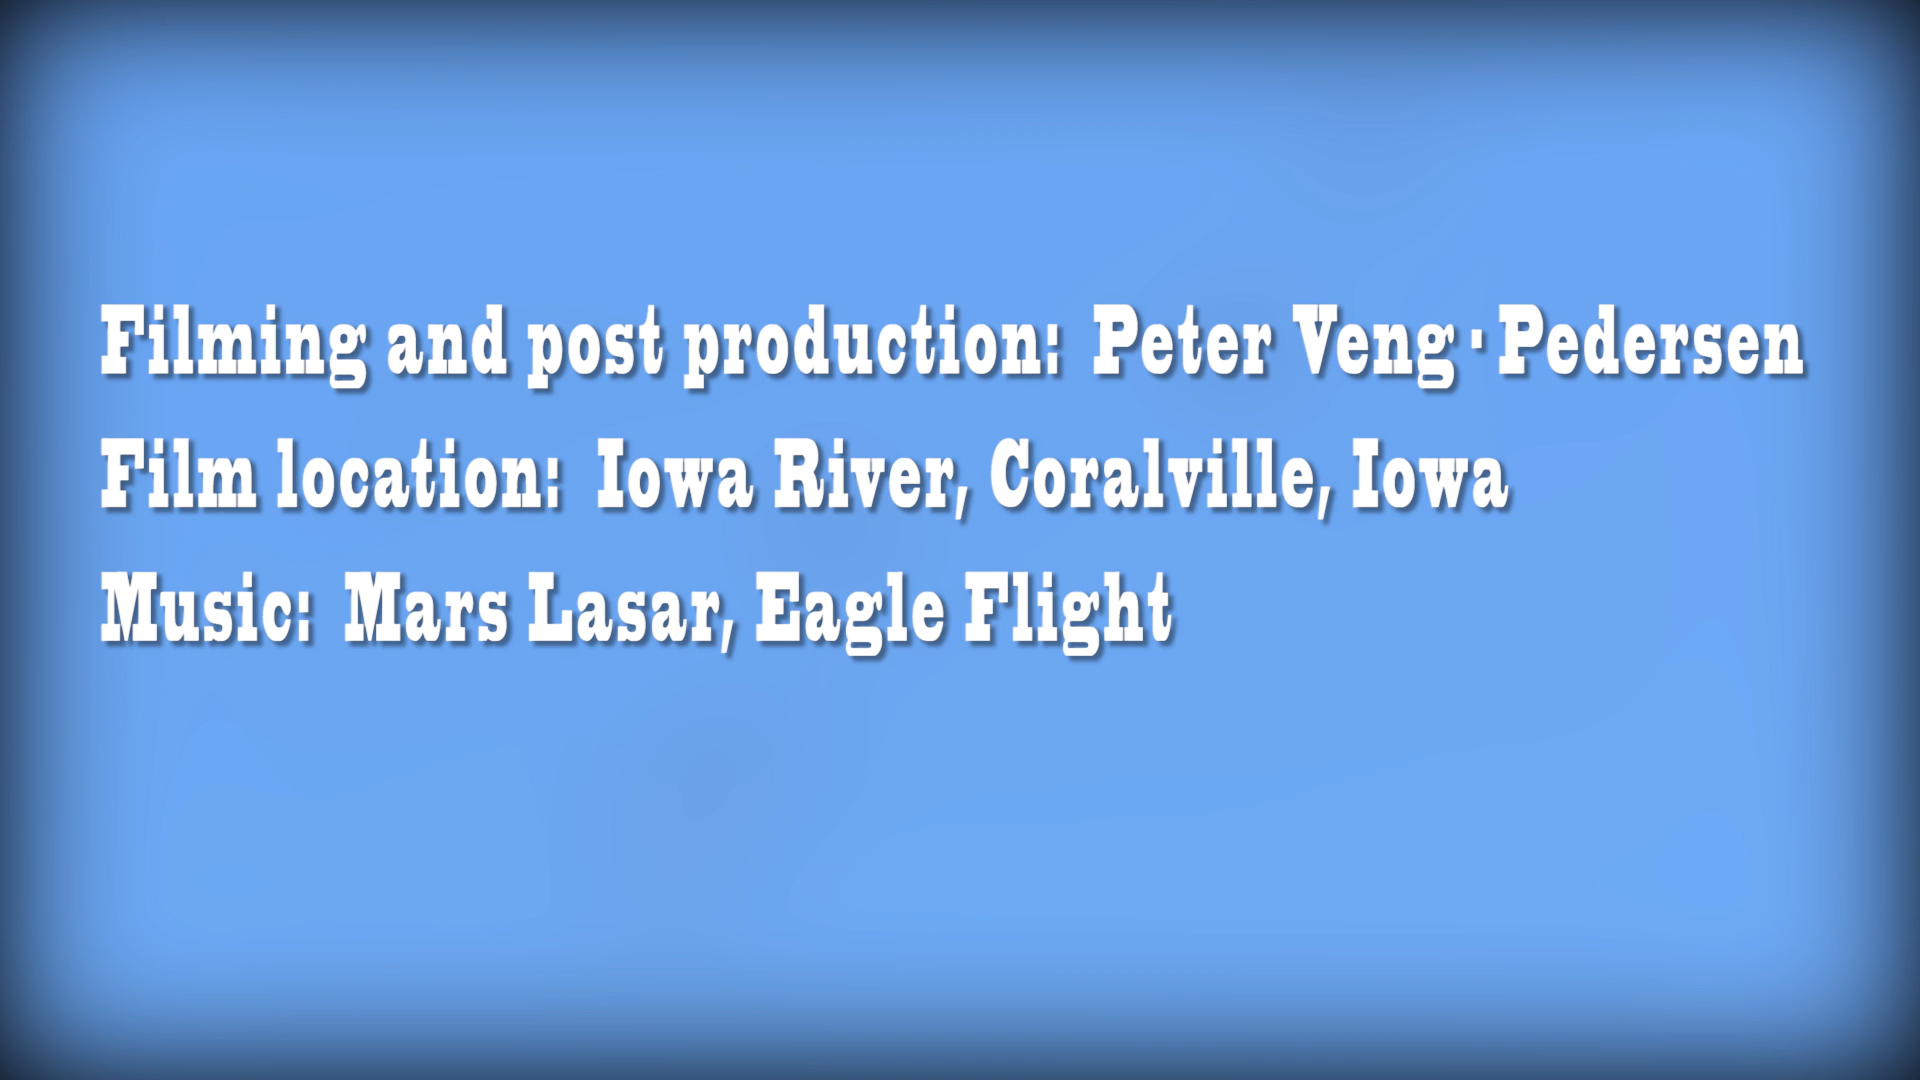 Filming and post production:  Peter Veng-Pedersen
Film location:  Iowa River, Coralville, Iowa
Music:  Mars Lasar, Eagle Flight